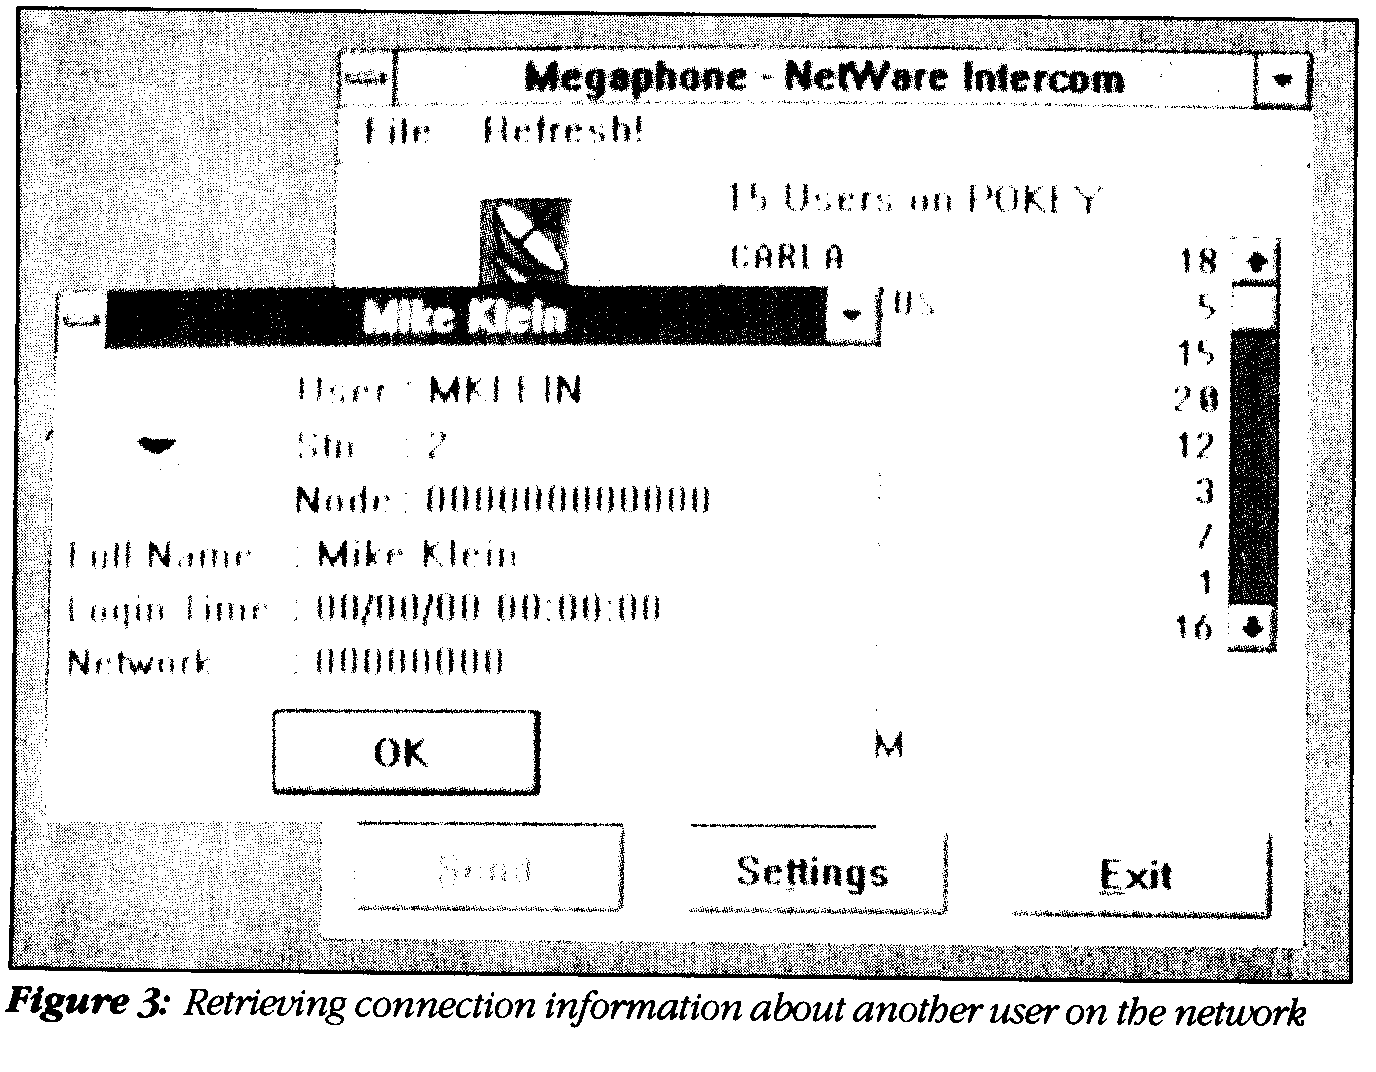 Megaphone - NetWare Intercom
File Refresh!
15 Users on POKEY
CARLA 18
5
15
20
12
3
7
1
16
Mike Klein
User : MKLEIN
Stn : 2
Node : 000000000000
Full Name : Mike Klein
Login Time : 00/00/00 00:00:00
Network : 00000000
OK
M
Send Settings Exit
Figure 3: Retrieving connection information about another user on the network